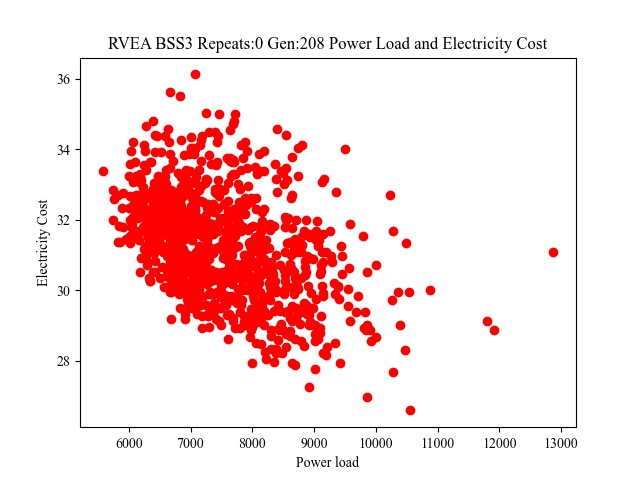 RVEA BSS3 Repeats:0 Gen:208 Power Load and Electricity Cost
36
34
32
30
28
Electricity Cost
6000 7000 8000 9000 10000 11000 12000 13000
Power load